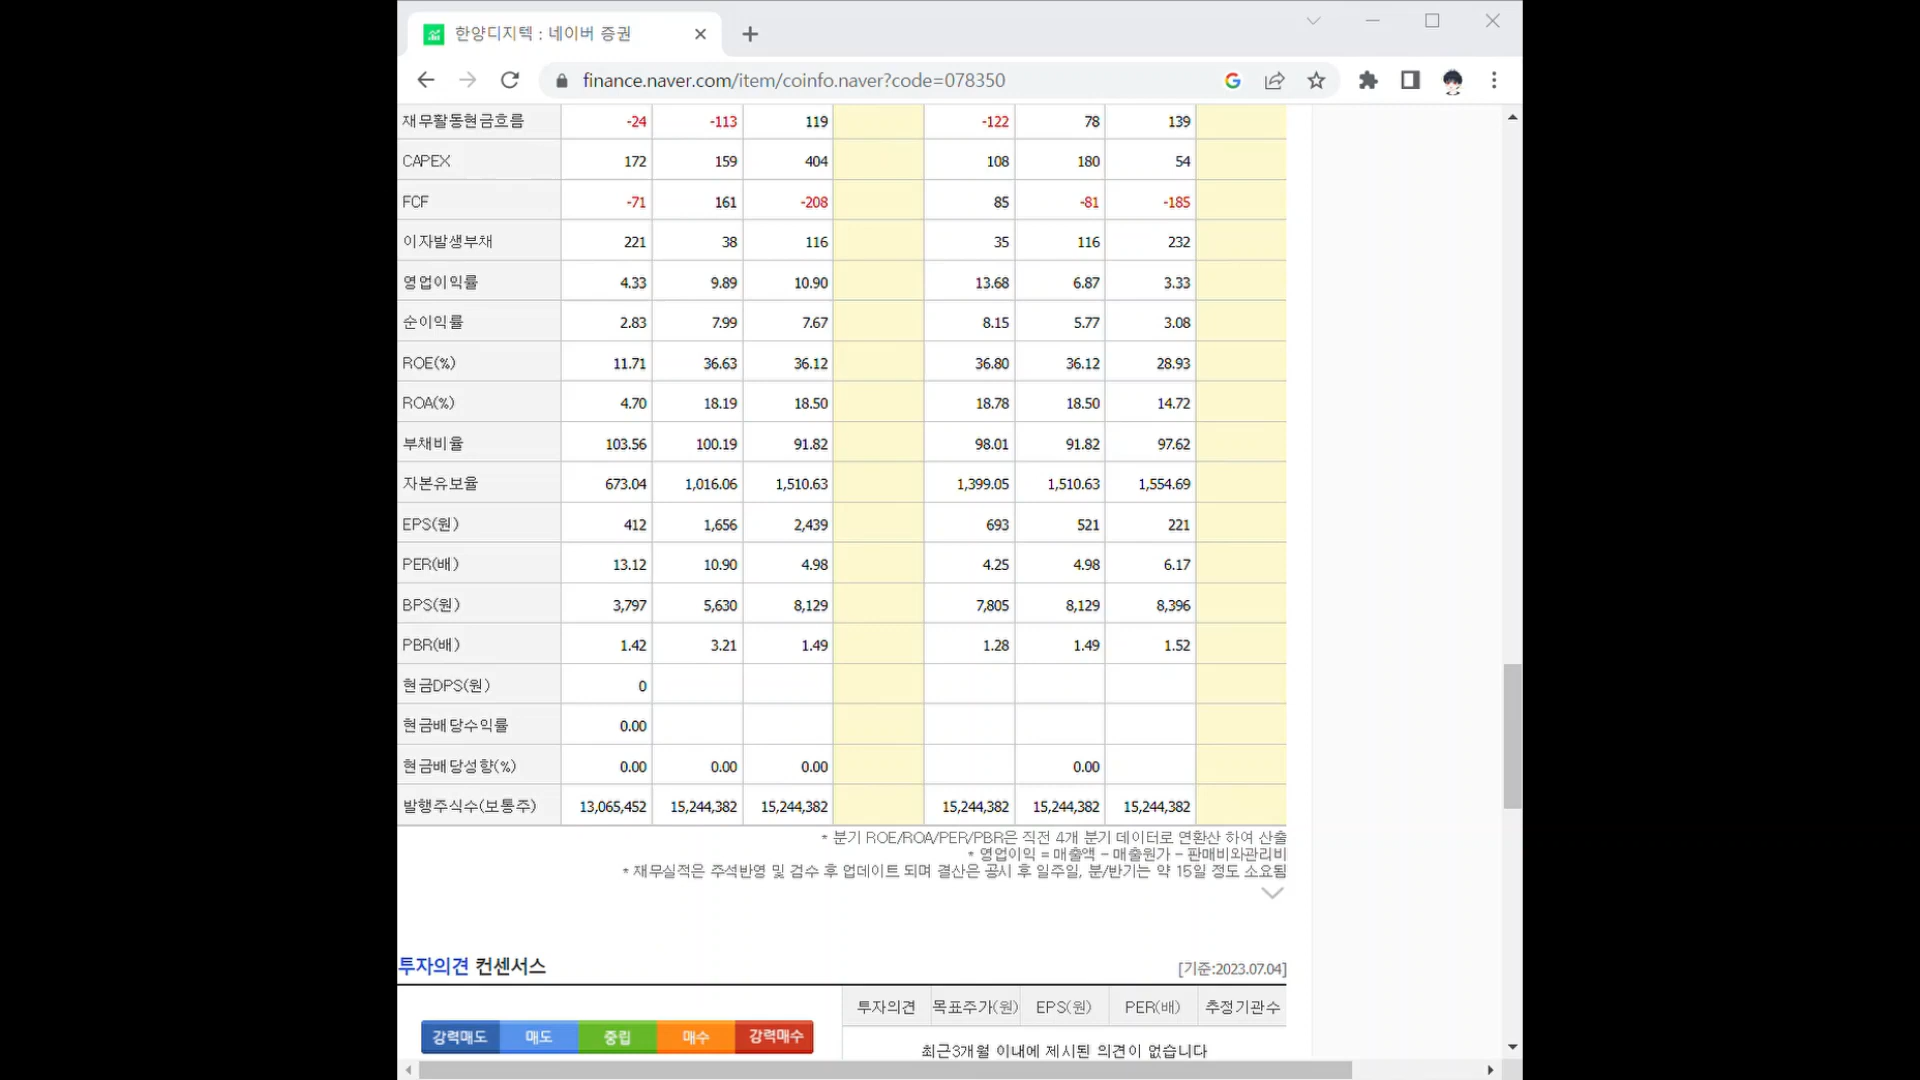 한양디지텍 : 네이버 증권
finance.naver.com/item/coinfo.naver?code=078350
재무활동현금흐름 -24 -113 119 -122 78 139
CAPEX 172 159 404 108 180 54
FCF -71 161 -208 85 -81 -185
이자발생부채 221 38 116 35 116 232
영업이익률 4.33 9.89 10.90 13.68 6.87 3.33
순이익률 2.83 7.99 7.67 8.15 5.77 3.08
ROE(%) 11.71 36.63 36.12 36.80 36.12 28.93
ROA(%) 4.70 18.19 18.50 18.78 18.50 14.72
부채비율 103.56 100.19 91.82 98.01 91.82 97.62
자본유보율 673.04 1,016.06 1,510.63 1,399.05 1,510.63 1,554.69
EPS(원) 412 1,656 2,439 693 521 221
PER(배) 13.12 10.90 4.98 4.25 4.98 6.17
BPS(원) 3,797 5,630 8,129 7,805 8,129 8,396
PBR(배) 1.42 3.21 1.49 1.28 1.49 1.52
현금DPS(원) 0
현금배당수익률 0.00
현금배당성향(%) 0.00 0.00 0.00 0.00
발행주식수(보통주) 13,065,452 15,244,382 15,244,382 15,244,382 15,244,382 15,244,382
* 분기 ROE/ROA/PER/PBR은 직전 4개 분기 데이터로 연환산 하여 산출
* 영업이익 = 매출액 - 매출원가 - 판매비와관리비
* 재무실적은 주석반영 및 검수 후 업데이트 되며 결산은 공시 후 일주일, 분/반기는 약 15일 정도 소요됨
투자의견 컨센서스 [기준:2023.07.04]
투자의견 목표주가(원) EPS(원) PER(배) 추정기관수
강력매도 매도 중립 매수 강력매수
최근3개월 이내에 제시된 의견이 없습니다